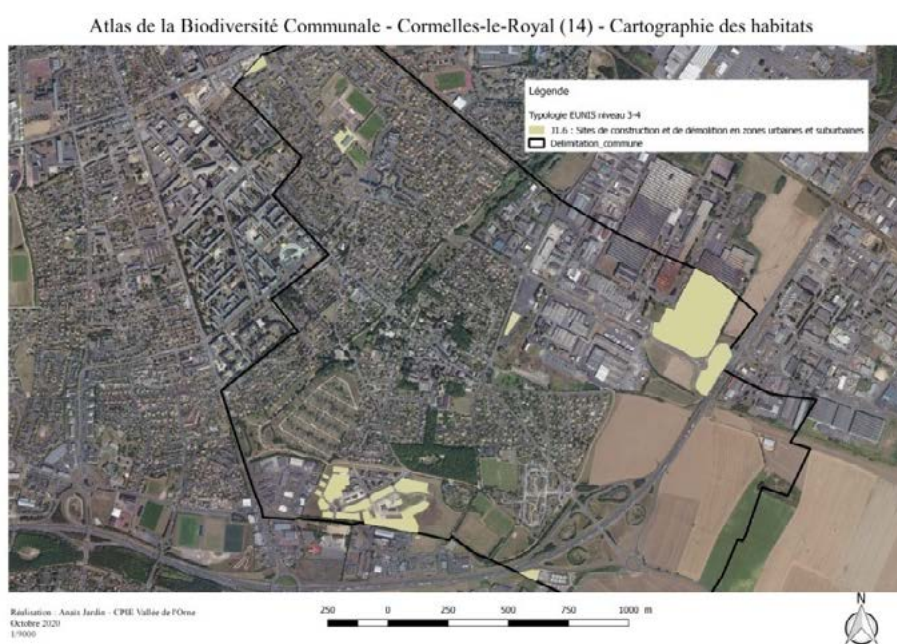 Atlas de la Biodiversité Communale - Cormelles-le-Royal (14) - Cartographie des habitats
Légende
Typologie EUNIS niveau 3-4
J1.6 : Sites de construction et de démolition en zones urbaines et suburbaines
Delimitation_commune
Réalisation : Anaïs Jardin - CPIE Vallée de l'Orne
Octobre 2020
1/9000
250 0 250 500 750 1000 m
N